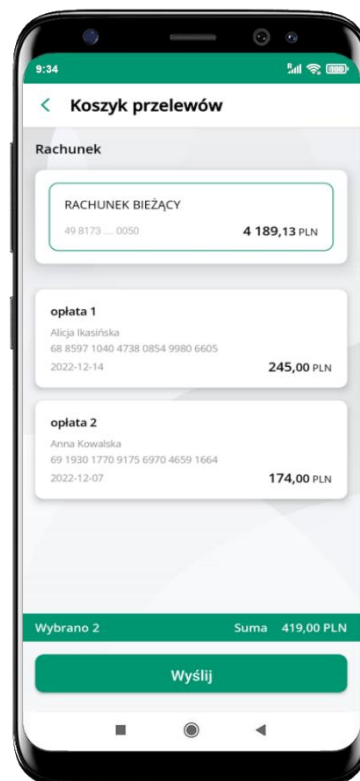 9:34
Koszyk przelewów
Rachunek
RACHUNEK BIEŻĄCY
49 8173 ... 0050 4 189,13 PLN
opłata 1
Alicja Ikasińska
68 8597 1040 4738 0854 9980 6605
2022-12-14 245,00 PLN
opłata 2
Anna Kowalska
69 1930 1770 9175 6970 4659 1664
2022-12-07 174,00 PLN
Wybrano 2 Suma 419,00 PLN
Wyślij